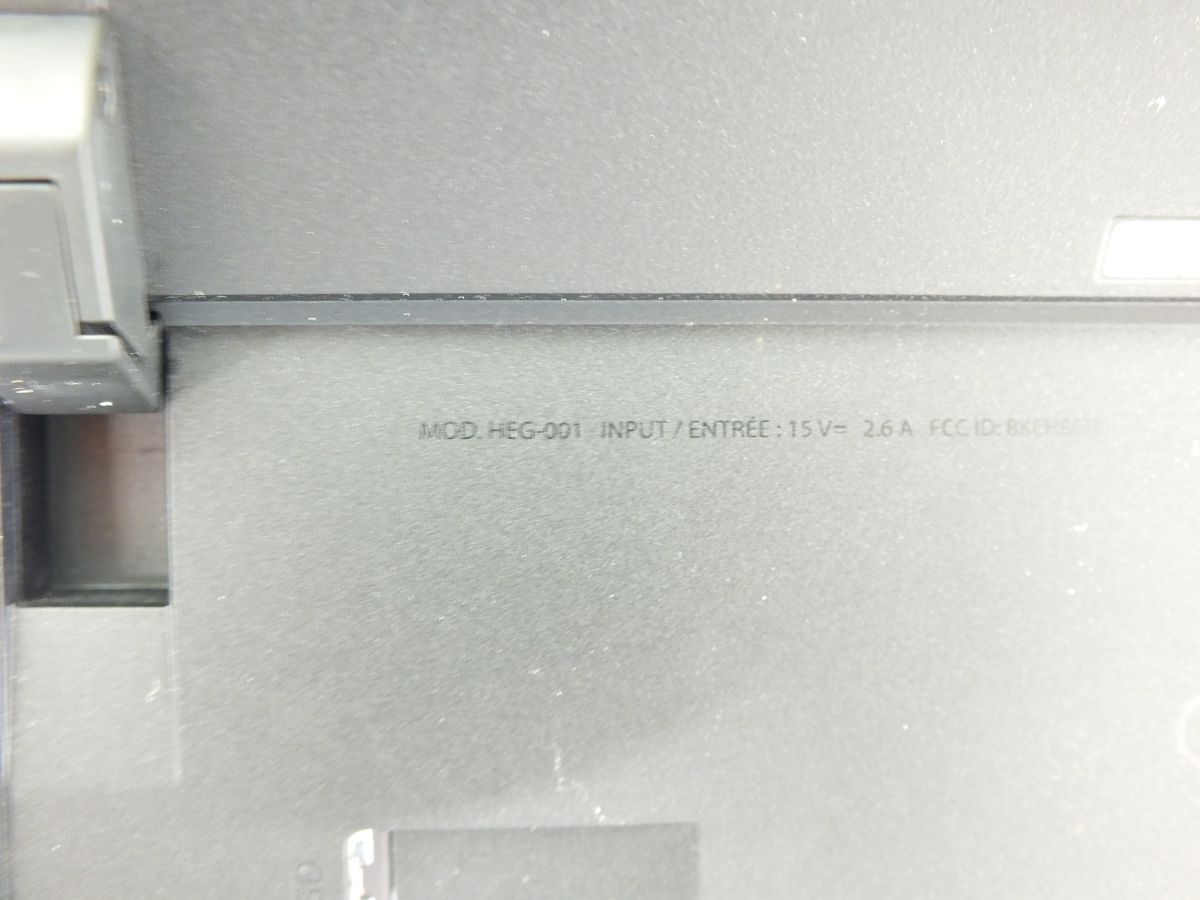 MOD. HEG-001 INPUT / ENTRÉE : 15 V⎓ 2.6 A FCC ID: